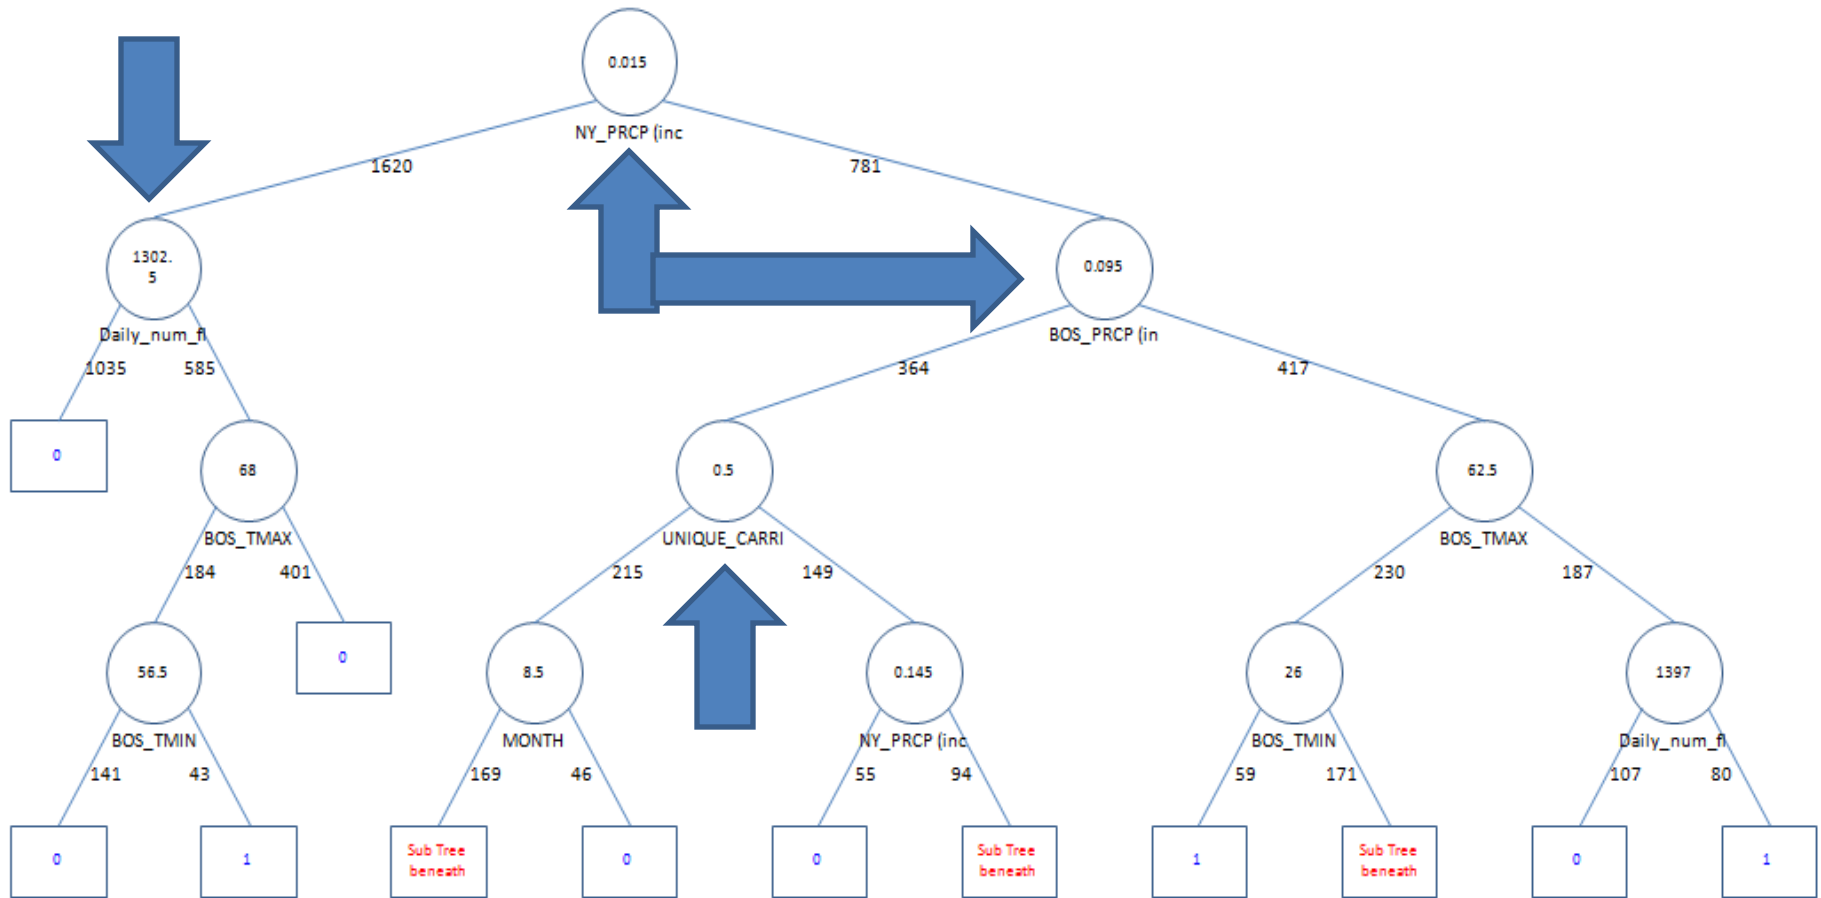 0.015
NY_PRCP (inc
1620
781
1302.
5
0.095
Daily_num_fl
BOS_PRCP (in
1035
585
364
417
0
68
0.5
62.5
BOS_TMAX
UNIQUE_CARRI
BOS_TMAX
184
401
215
149
230
187
56.5
0
8.5
0.145
26
1397
BOS_TMIN
MONTH
NY_PRCP (inc
BOS_TMIN
Daily_num_fl
141
43
169
46
55
94
59
171
107
80
0
1
Sub Tree
beneath
0
0
Sub Tree
beneath
1
Sub Tree
beneath
0
1